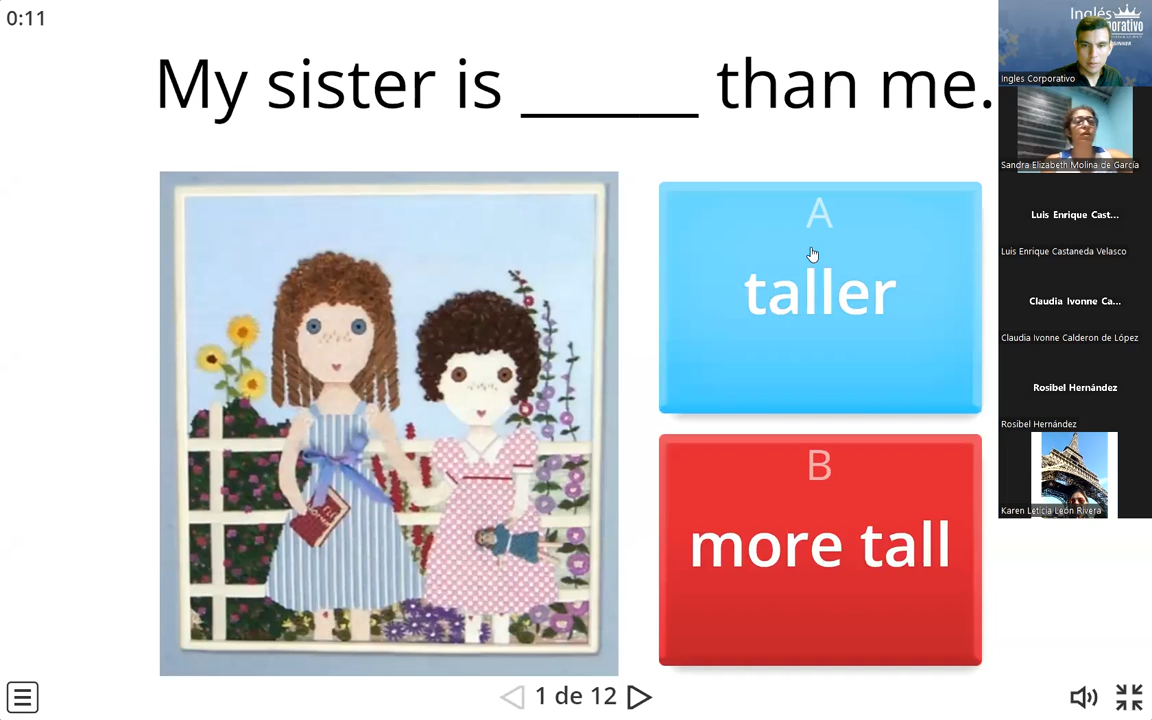 0:11
My sister is ______ than me.
A
taller
B
more tall
1 de 12
Inglés
Ingles Corporativo
Sandra Elizabeth Molina de García
Luis Enrique Cast...
Luis Enrique Castaneda Velasco
Claudia Ivonne Ca...
Claudia Ivonne Calderon de López
Rosibel Hernández
Rosibel Hernández
Karen Leticia León Rivera